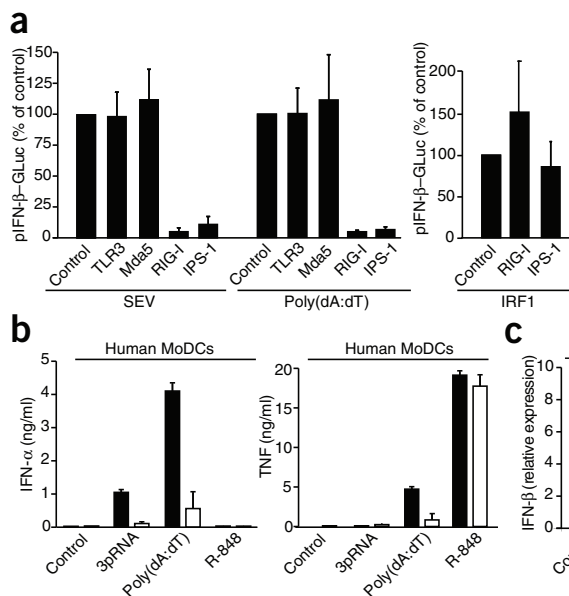 a
pIFN-β–GLuc (% of control)
150
125
100
75
50
25
0
Control
TLR3
Mda5
RIG-I
IPS-1
SEV
Control
TLR3
Mda5
RIG-I
IPS-1
Poly(dA:dT)
pIFN-β–GLuc (% of control)
200
150
100
50
0
Control
RIG-I
IPS-1
IRF1
b
Human MoDCs
IFN-α (ng/ml)
5
4
3
2
1
0
Control
3pRNA
Poly(dA:dT)
R-848
Human MoDCs
TNF (ng/ml)
20
15
10
5
0
Control
3pRNA
Poly(dA:dT)
R-848
c
IFN-β (relative expression)
10
8
6
4
2
0